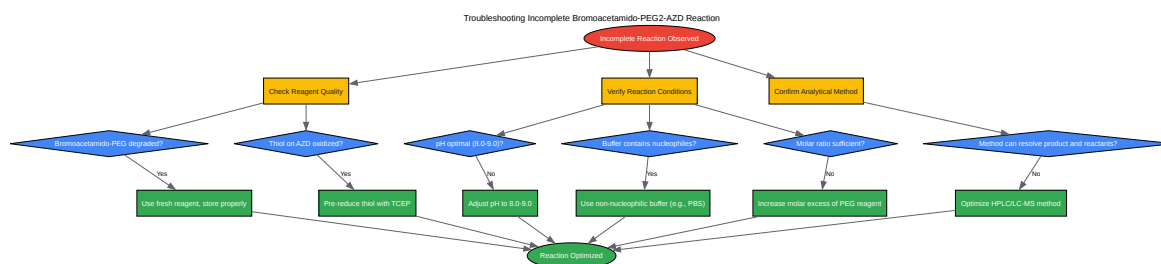 Troubleshooting Incomplete Bromoacetamido-PEG2-AZD Reaction
Incomplete Reaction Observed
Check Reagent Quality
Verify Reaction Conditions
Confirm Analytical Method
Bromoacetamido-PEG degraded?
Thiol on AZD oxidized?
pH optimal (8.0-9.0)?
Buffer contains nucleophiles?
Molar ratio sufficient?
Method can resolve product and reactants?
Yes
Yes
No
Yes
No
No
Use fresh reagent, store properly
Pre-reduce thiol with TCEP
Adjust pH to 8.0-9.0
Use non-nucleophilic buffer (e.g., PBS)
Increase molar excess of PEG reagent
Optimize HPLC/LC-MS method
Reaction Optimized